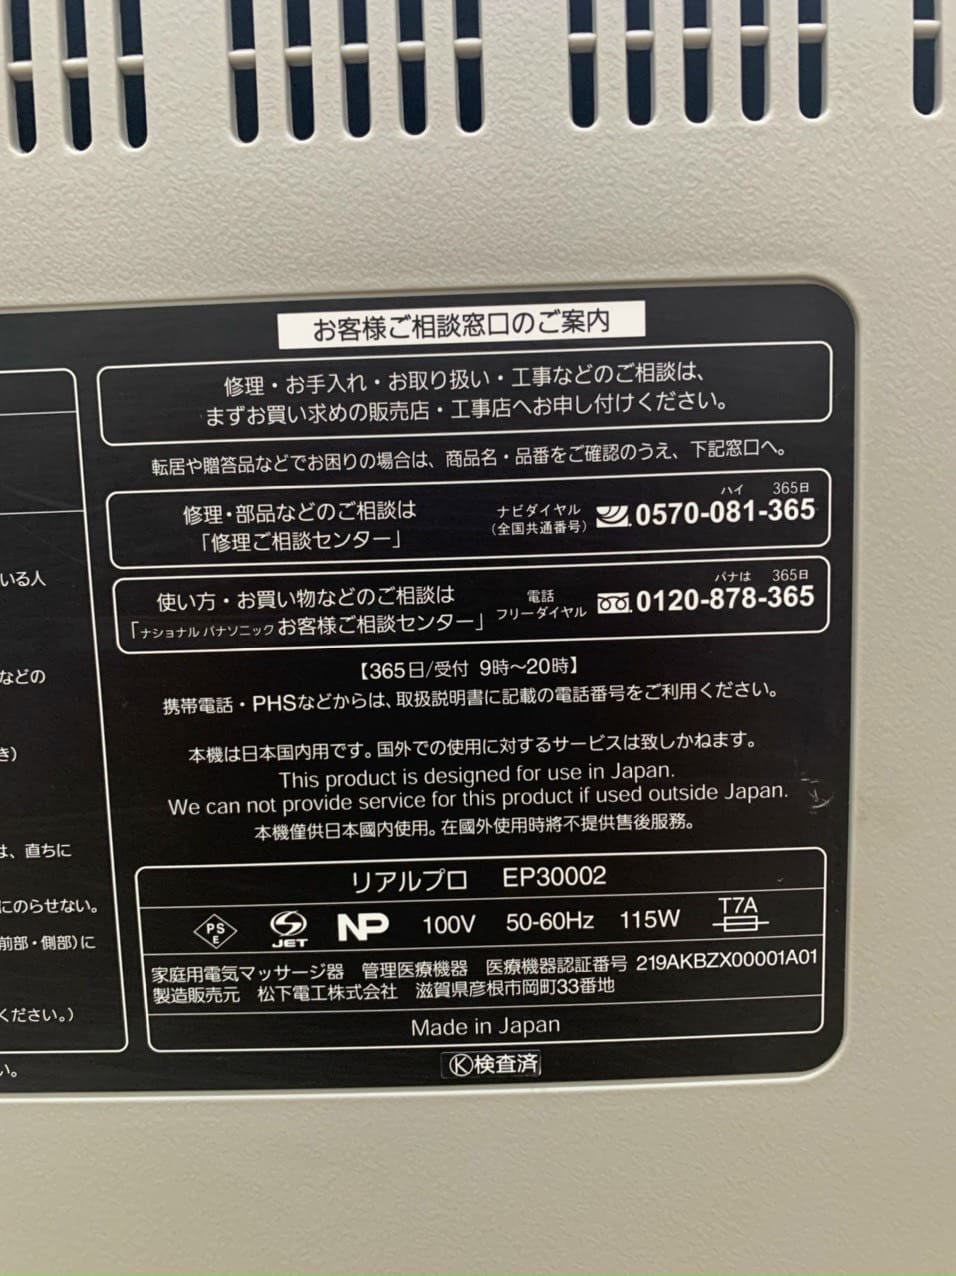 お客様ご相談窓口のご案内
修理・お手入れ・お取り扱い・工事などのご相談は、
まずお買い求めの販売店・工事店へお申し付けください。
転居や贈答品などでお困りの場合は、商品名・品番をご確認のうえ、下記窓口へ。
ハイ 365日
修理・部品などのご相談は ナビダイヤル 0570-081-365
「修理ご相談センター」 (全国共通番号)
パナは 365日
使い方・お買い物などのご相談は 電話 0120-878-365
「ナショナル パナソニック お客様ご相談センター」 フリーダイヤル
【365日/受付 9時~20時】
携帯電話・PHSなどからは、取扱説明書に記載の電話番号をご利用ください。
本機は日本国内用です。国外での使用に対するサービスは致しかねます。
This product is designed for use in Japan.
We can not provide service for this product if used outside Japan.
本機僅供日本國内使用。在國外使用時將不提供售後服務。
リアルプロ EP30002
PS E JET NP 100V 50-60Hz 115W T7A
家庭用電気マッサージ器 管理医療機器 医療機器認証番号 219AKBZX00001A01
製造販売元 松下電工株式会社 滋賀県彦根市岡町33番地
Made in Japan
Ⓚ検査済
いる人
などの
き)
は、直ちに
にのらせない。
前部・側部)に
ください。)
い。